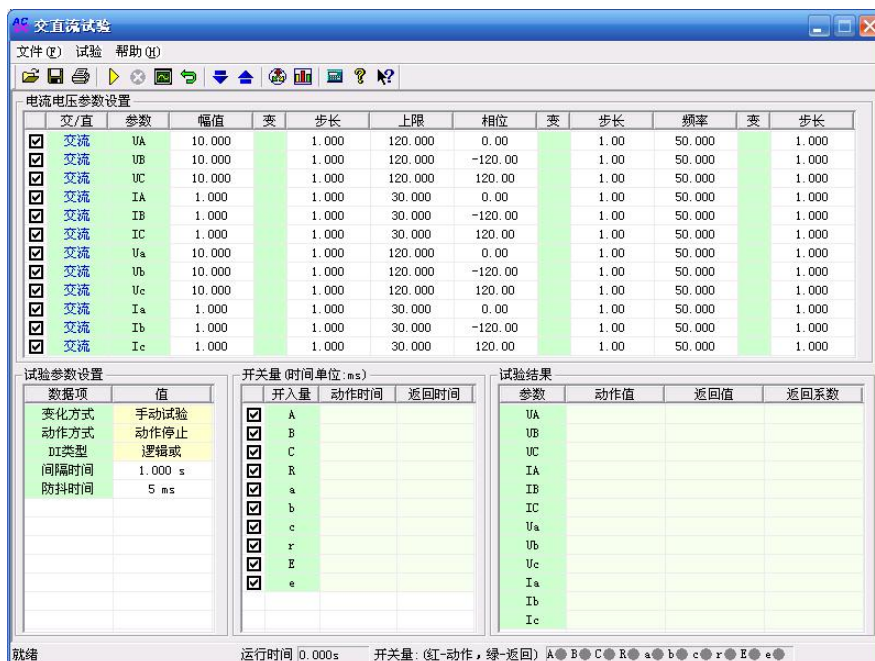 AC 交直流试验
文件(F) 试验 帮助(H)
电流电压参数设置
交/直 参数 幅值 变 步长 上限 相位 变 步长 频率 变 步长
交流 UA 10.000 1.000 120.000 0.00 1.00 50.000 1.000
交流 UB 10.000 1.000 120.000 -120.00 1.00 50.000 1.000
交流 UC 10.000 1.000 120.000 120.00 1.00 50.000 1.000
交流 IA 1.000 1.000 30.000 0.00 1.00 50.000 1.000
交流 IB 1.000 1.000 30.000 -120.00 1.00 50.000 1.000
交流 IC 1.000 1.000 30.000 120.00 1.00 50.000 1.000
交流 Ua 10.000 1.000 120.000 0.00 1.00 50.000 1.000
交流 Ub 10.000 1.000 120.000 -120.00 1.00 50.000 1.000
交流 Uc 10.000 1.000 120.000 120.00 1.00 50.000 1.000
交流 Ia 1.000 1.000 30.000 0.00 1.00 50.000 1.000
交流 Ib 1.000 1.000 30.000 -120.00 1.00 50.000 1.000
交流 Ic 1.000 1.000 30.000 120.00 1.00 50.000 1.000
试验参数设置
数据项 值
变化方式 手动试验
动作方式 动作停止
DI类型 逻辑或
间隔时间 1.000 s
防抖时间 5 ms
开关量(时间单位:ms)
开入量 动作时间 返回时间
A
B
C
R
a
b
c
r
E
e
试验结果
参数 动作值 返回值 返回系数
UA
UB
UC
IA
IB
IC
Ua
Ub
Uc
Ia
Ib
Ic
就绪 运行时间 0.000s 开关量:(红-动作，绿-返回) A B C R a b c r E e